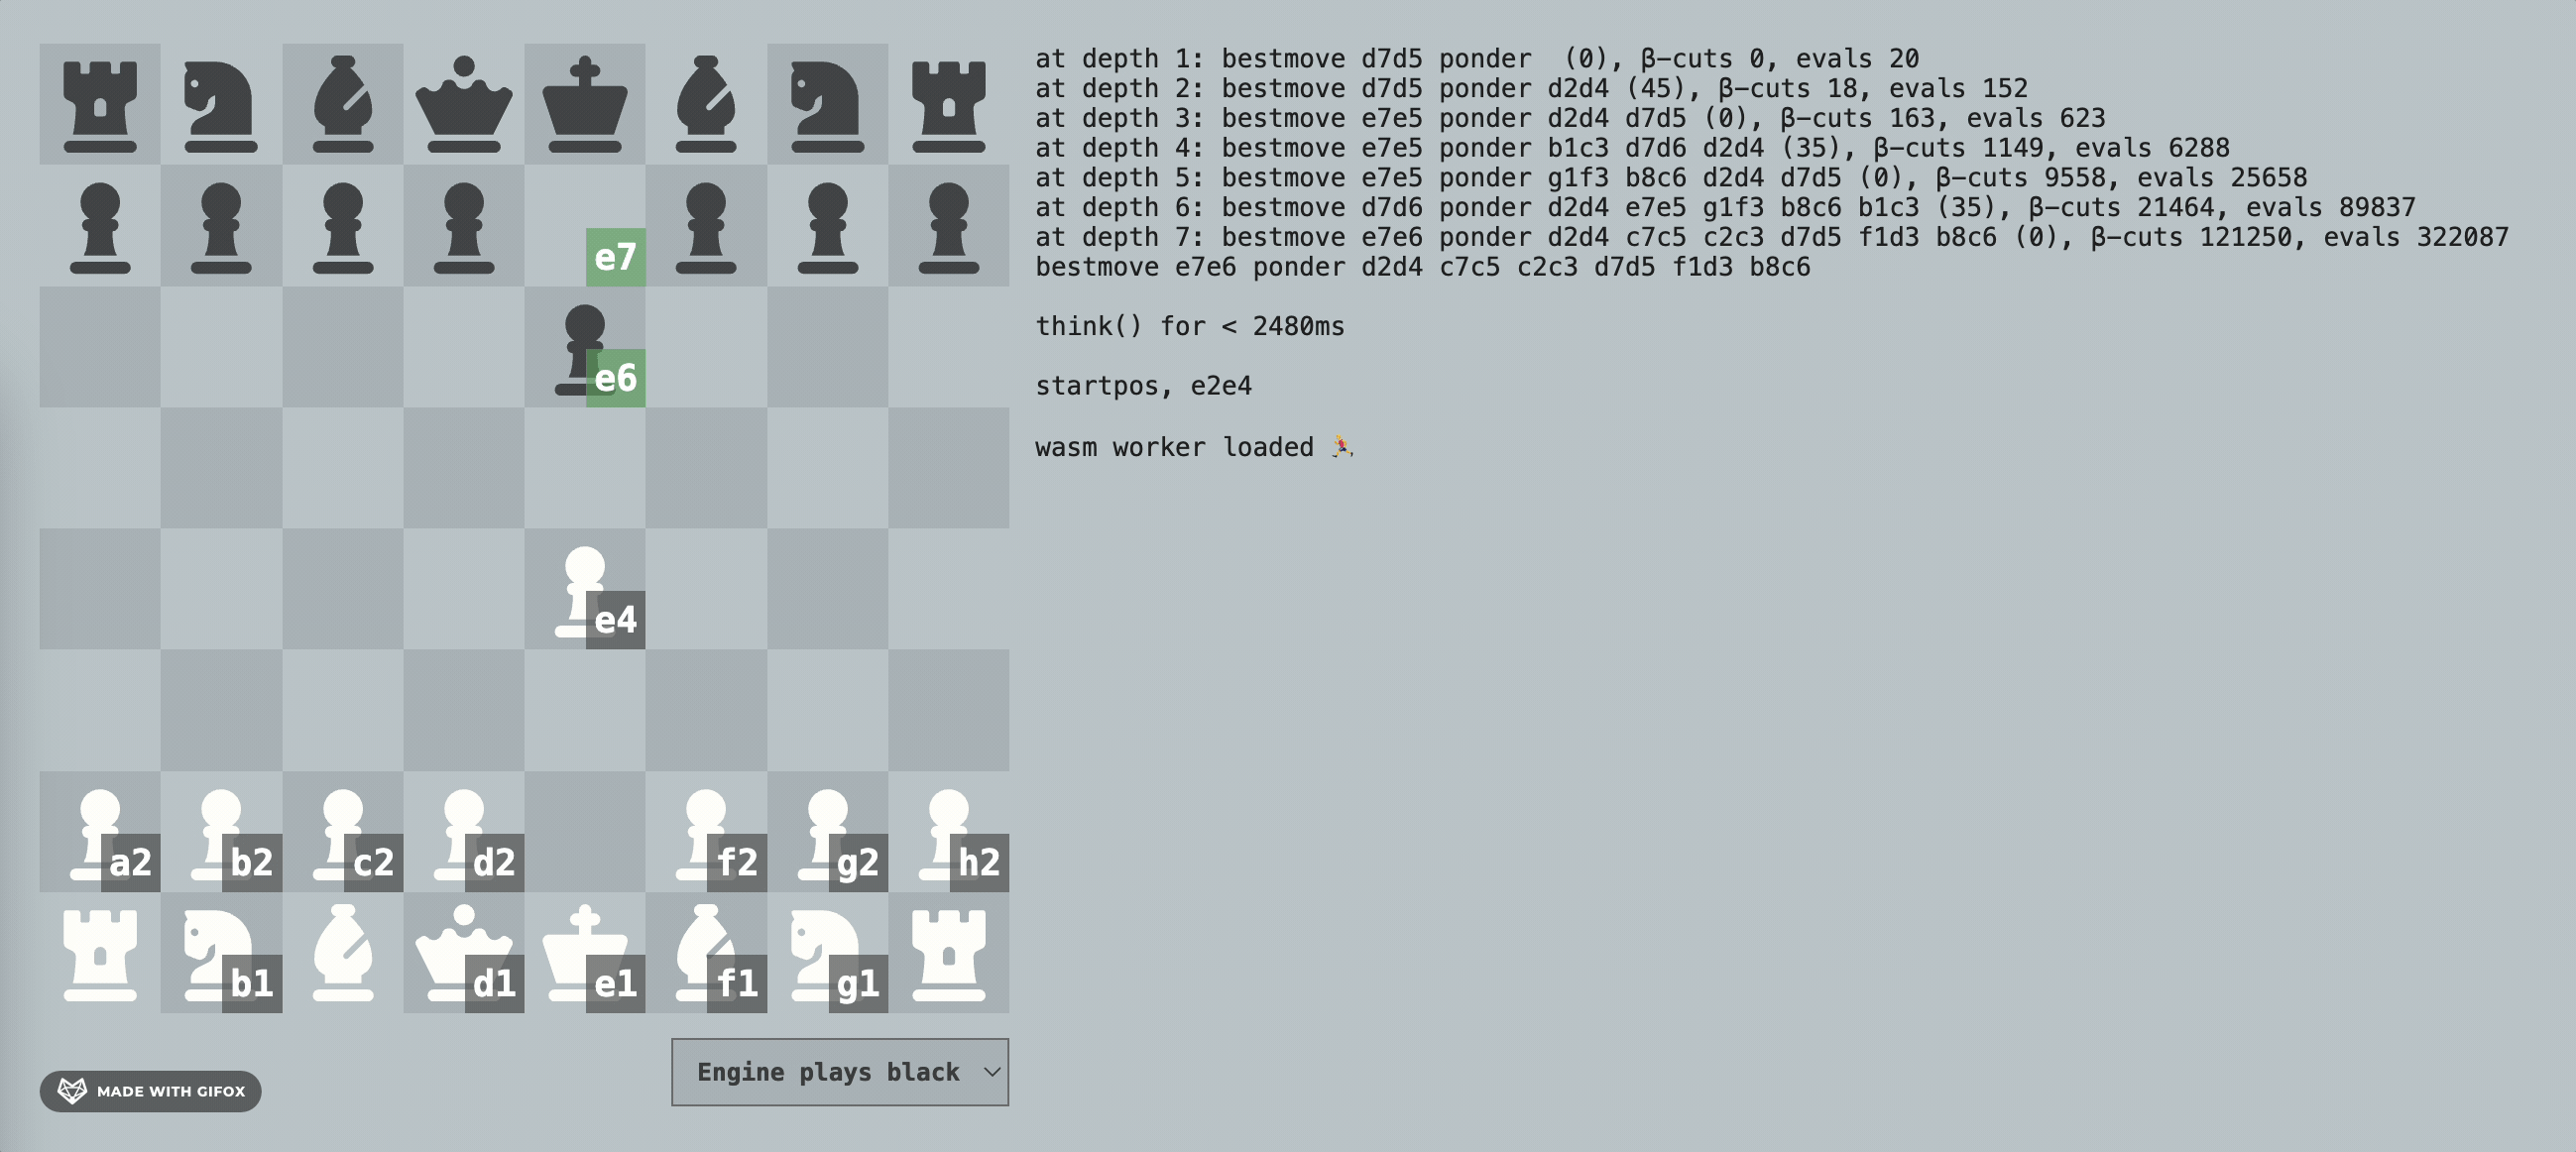 at depth 1: bestmove d7d5 ponder  (0), β-cuts 0, evals 20
at depth 2: bestmove d7d5 ponder d2d4 (45), β-cuts 18, evals 152
at depth 3: bestmove e7e5 ponder d2d4 d7d5 (0), β-cuts 163, evals 623
at depth 4: bestmove e7e5 ponder b1c3 d7d6 d2d4 (35), β-cuts 1149, evals 6288
at depth 5: bestmove e7e5 ponder g1f3 b8c6 d2d4 d7d5 (0), β-cuts 9558, evals 25658
at depth 6: bestmove d7d6 ponder d2d4 e7e5 g1f3 b8c6 b1c3 (35), β-cuts 21464, evals 89837
at depth 7: bestmove e7e6 ponder d2d4 c7c5 c2c3 d7d5 f1d3 b8c6 (0), β-cuts 121250, evals 322087
bestmove e7e6 ponder d2d4 c7c5 c2c3 d7d5 f1d3 b8c6
think() for < 2480ms
startpos, e2e4
wasm worker loaded 🏃
e7
e6
e4
a2 b2 c2 d2 f2 g2 h2
b1 d1 e1 f1 g1
Engine plays black
MADE WITH GIFOX